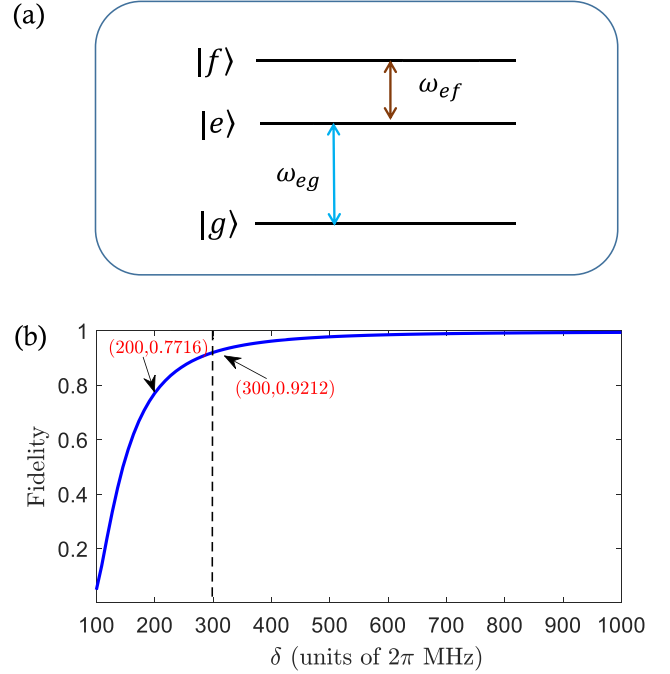 (a)
|f⟩
ω_ef
|e⟩
ω_eg
|g⟩
(b)
1
(200,0.7716)
0.8
(300,0.9212)
0.6
0.4
0.2
Fidelity
100 200 300 400 500 600 700 800 900 1000
δ (units of 2π MHz)